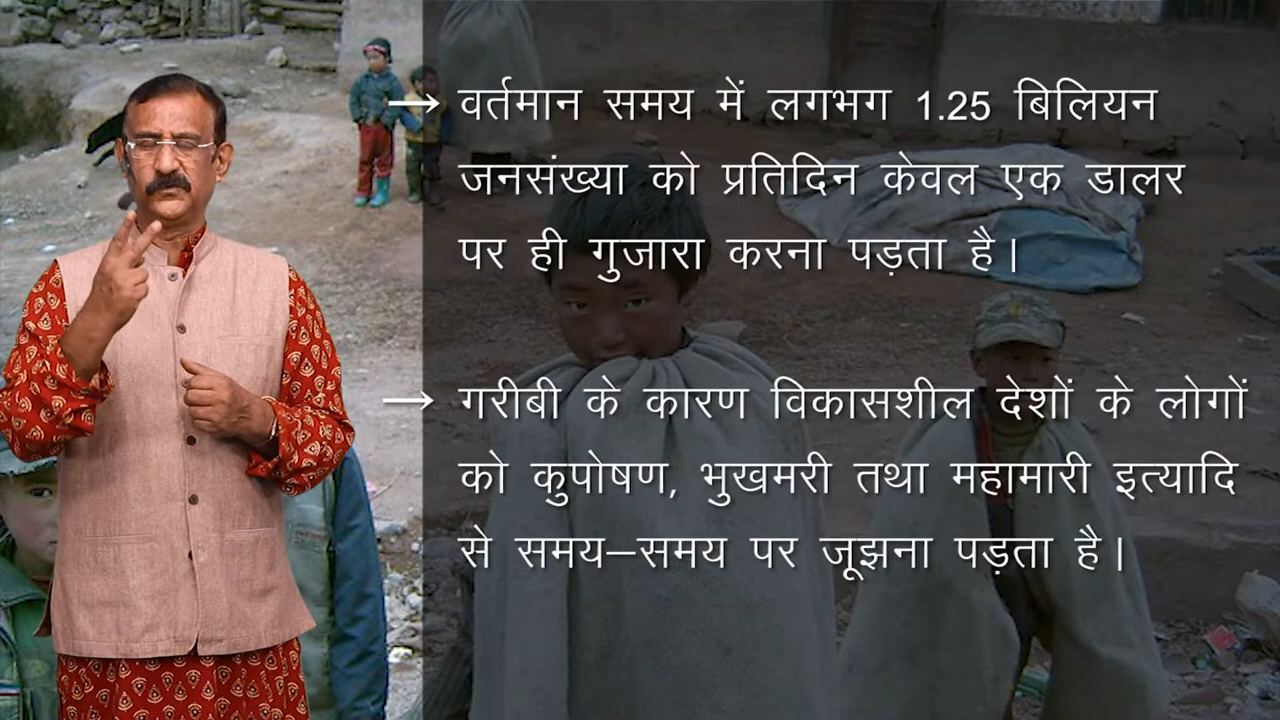 → वर्तमान समय में लगभग 1.25 बिलियन
जनसंख्या को प्रतिदिन केवल एक डालर
पर ही गुजारा करना पड़ता है।
→ गरीबी के कारण विकासशील देशों के लोगों
को कुपोषण, भुखमरी तथा महामारी इत्यादि
से समय–समय पर जूझना पड़ता है।